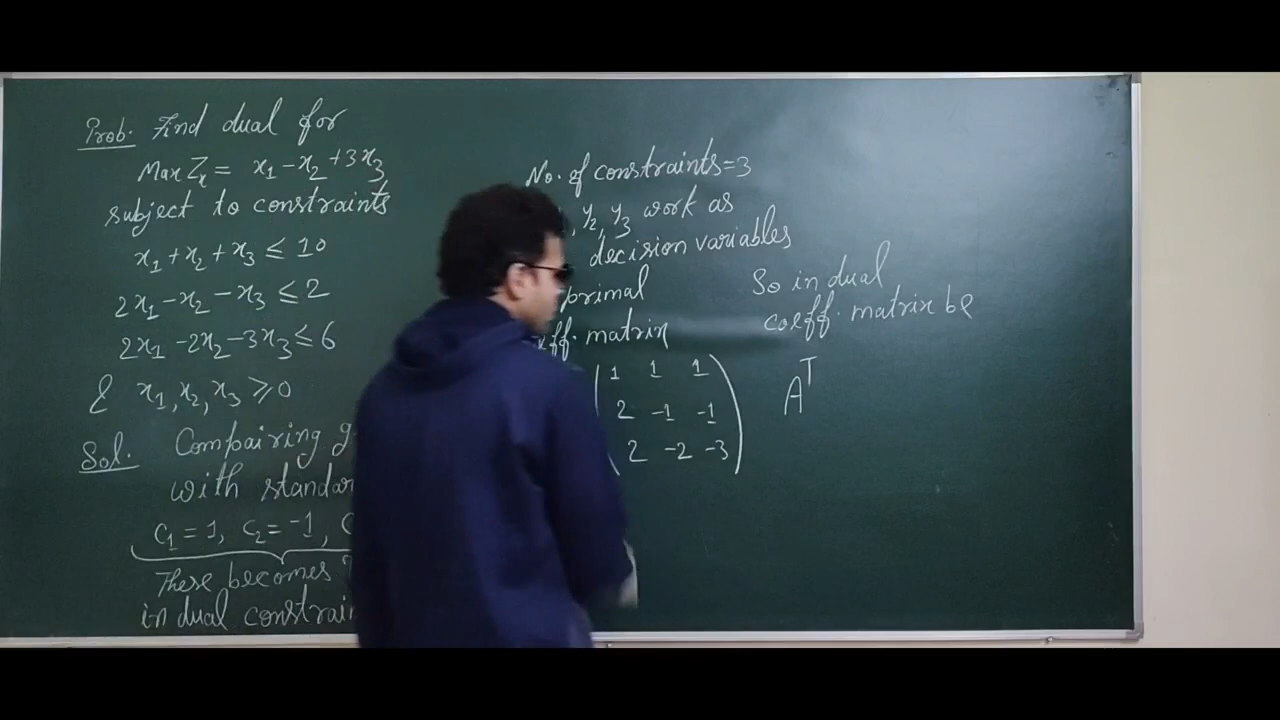 Prob. Find dual for
Max Zₓ = x₁ - x₂ + 3x₃
subject to constraints
x₁ + x₂ + x₃ ≤ 10
2x₁ - x₂ - x₃ ≤ 2
2x₁ - 2x₂ - 3x₃ ≤ 6
& x₁, x₂, x₃ ≥ 0
Sol. Compairing
with
c₁ = 1, c₂ = -1,
These becomes
in dual
No. of constraints = 3
, y₂, y₃ work as
decision variables
primal
matrix
1 1 1
2 -1 -1
2 -2 -3
So in dual
coeff. matrix be
Aᵀ